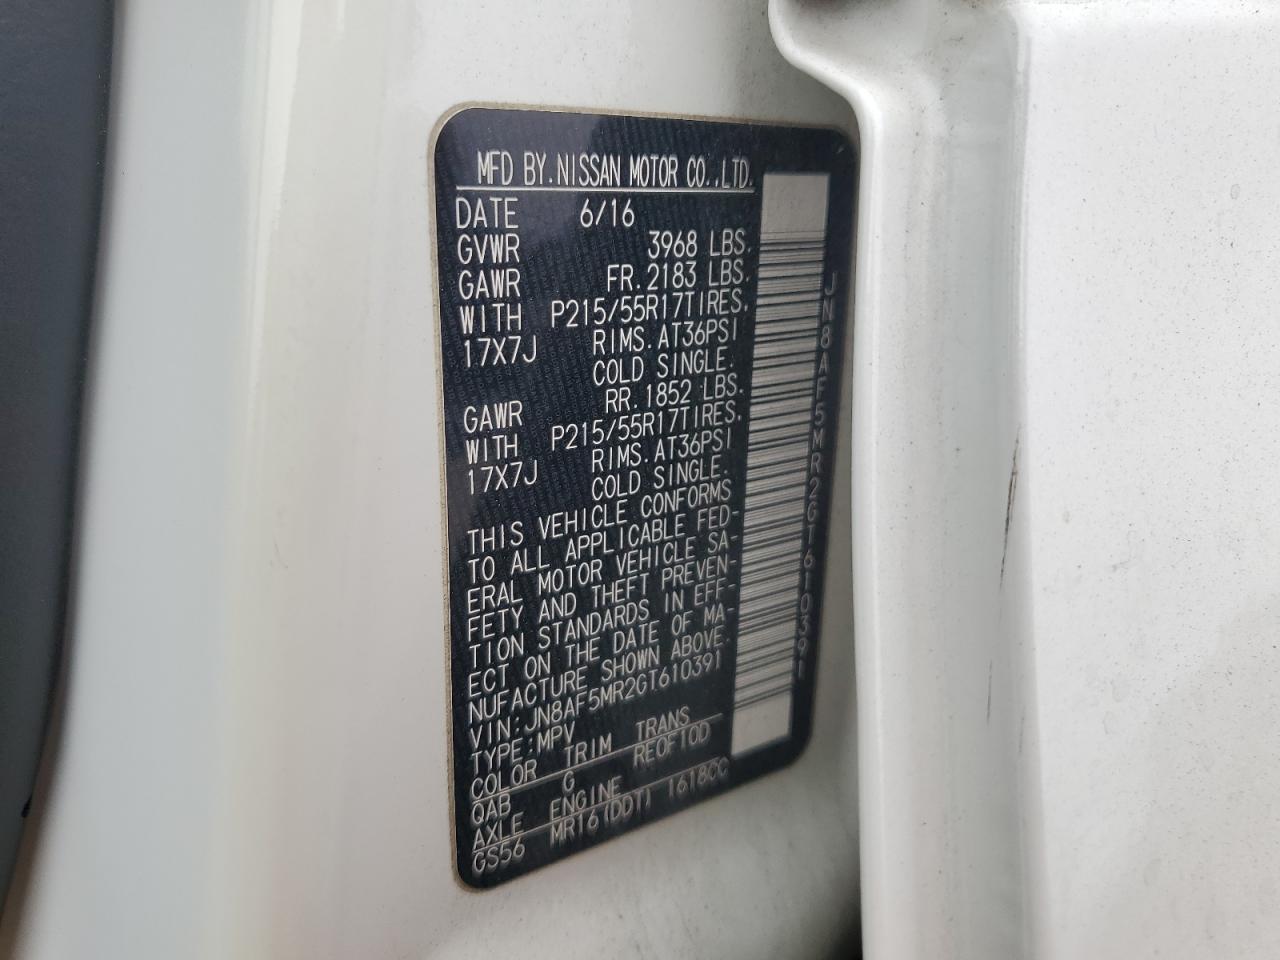 MFD BY.NISSAN MOTOR CO.,LTD.
DATE 6/16
GVWR 3968 LBS.
GAWR FR.2183 LBS.
WITH P215/55R17TIRES.
17X7J RIMS.AT36PSI
COLD SINGLE.
GAWR RR.1852 LBS.
WITH P215/55R17TIRES.
17X7J RIMS.AT36PSI
COLD SINGLE.
THIS VEHICLE CONFORMS
TO ALL APPLICABLE FED-
ERAL MOTOR VEHICLE SA-
FETY AND THEFT PREVEN-
TION STANDARDS IN EFF-
ECT ON THE DATE OF MA-
NUFACTURE SHOWN ABOVE.
VIN:JN8AF5MR2GT610391
TYPE:MPV
COLOR TRIM TRANS
QAB G RE0F10D
AXLE ENGINE
GS56 MR16(DDT) 1618CC
JN8AF5MR2GT610391